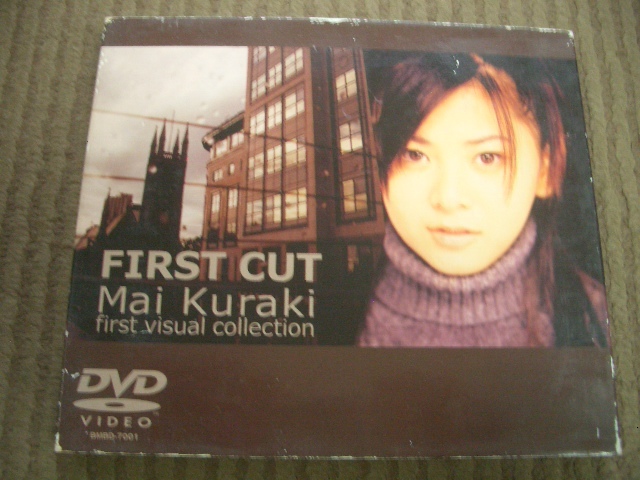 FIRST CUT
Mai Kuraki
first visual collection
DVD
VIDEO
BMBD-7001